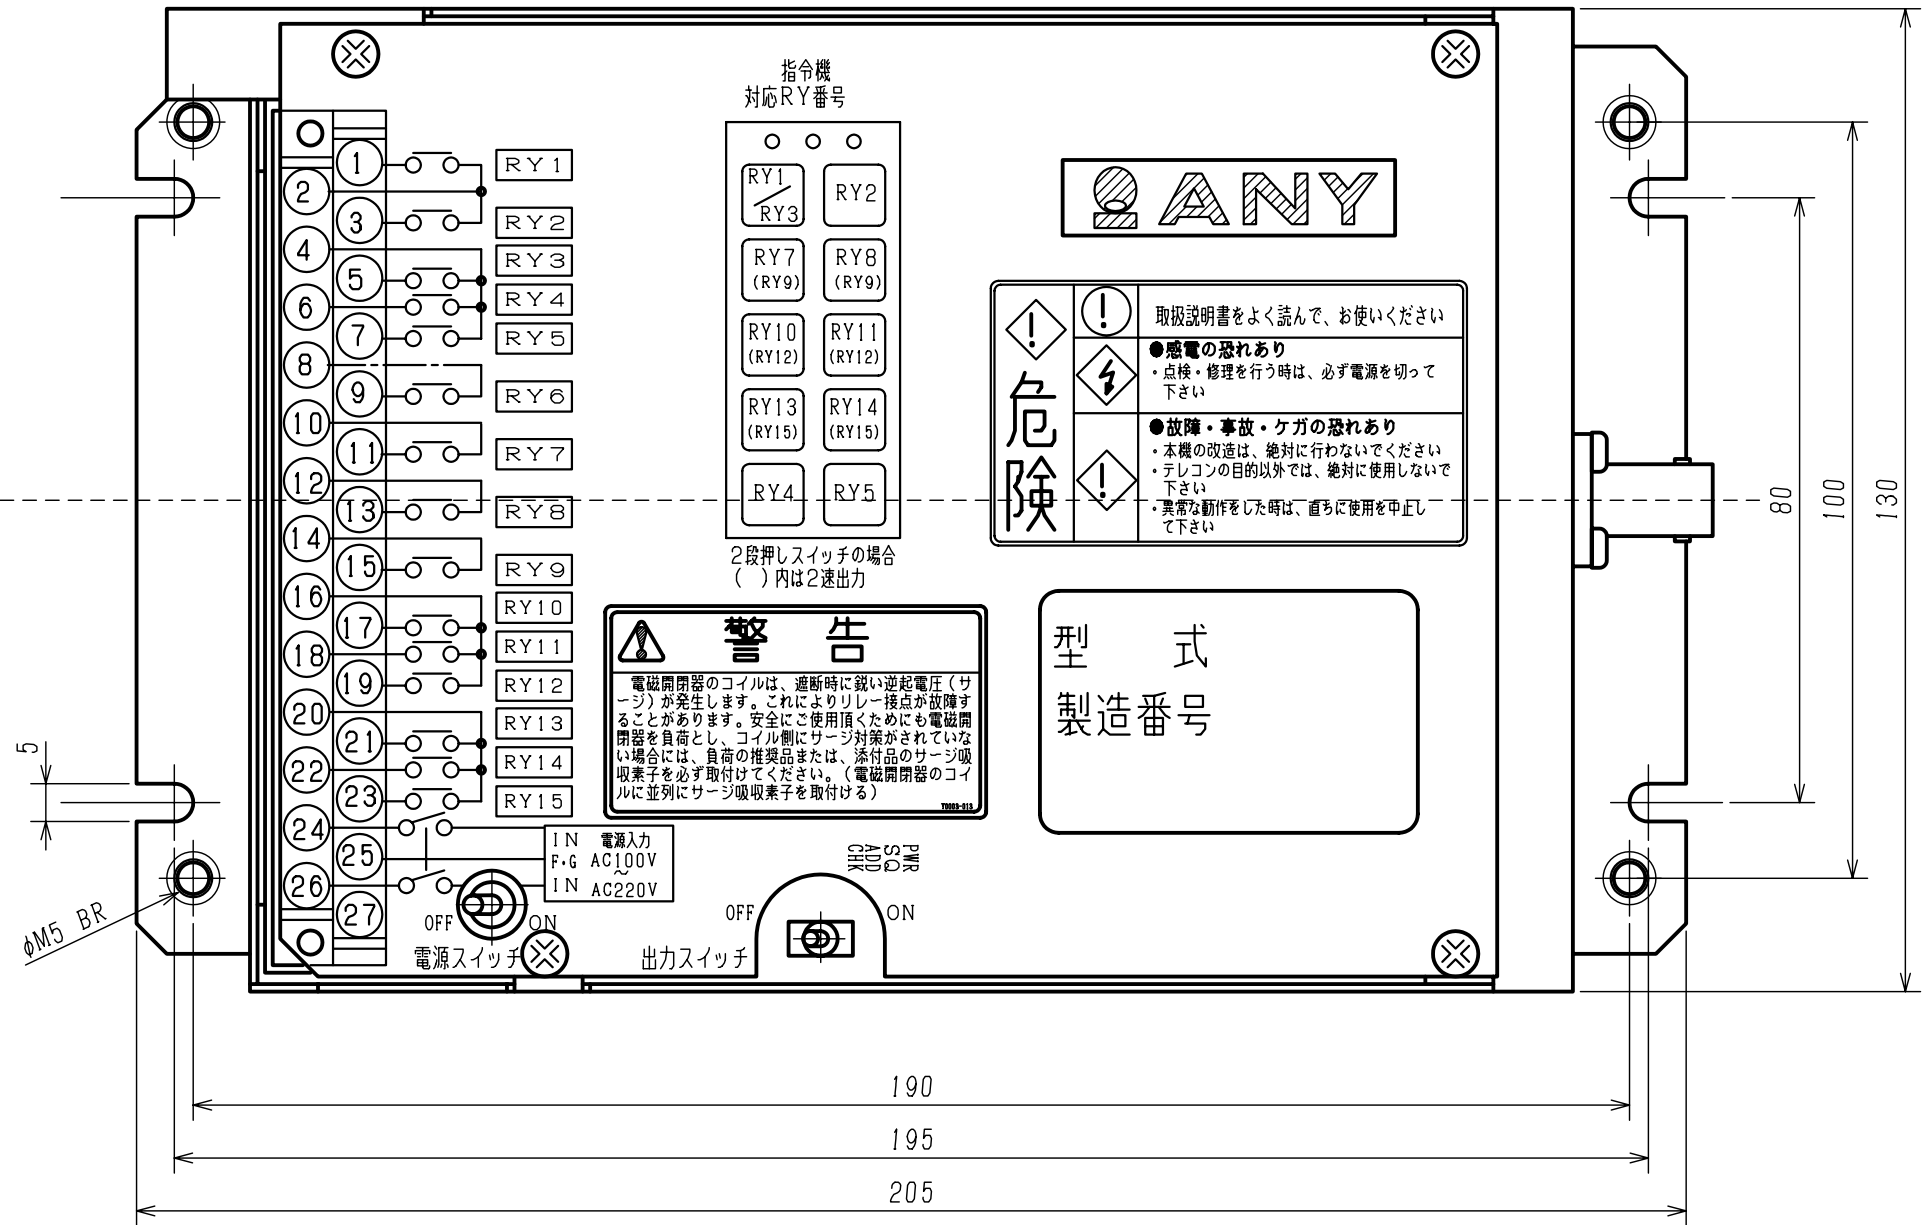 指令機
対応RY番号
1
2
3
4
5
6
7
8
9
10
11
12
13
14
15
16
17
18
19
20
21
22
23
24
25
26
27
RY1
RY2
RY3
RY4
RY5
RY6
RY7
RY8
RY9
RY10
RY11
RY12
RY13
RY14
RY15
RY1/RY3
RY2
RY7
(RY9)
RY8
(RY9)
RY10
(RY12)
RY11
(RY12)
RY13
(RY15)
RY14
(RY15)
RY4
RY5
2段押しスイッチの場合
( )内は2速出力
ANY
危険
取扱説明書をよく読んで、お使いください
●感電の恐れあり
・点検・修理を行う時は、必ず電源を切って
下さい
●故障・事故・ケガの恐れあり
・本機の改造は、絶対に行わないでください
・テレコンの目的以外では、絶対に使用しないで
下さい
・異常な動作をした時は、直ちに使用を中止し
て下さい
警告
電磁開閉器のコイルは、遮断時に鋭い逆起電圧(サ
ージ)が発生します。これによりリレー接点が故障す
ることがあります。安全にご使用頂くためにも電磁開
閉器を負荷とし、コイル側にサージ対策がされていな
い場合には、負荷の推奨品または、添付品のサージ吸
収素子を必ず取付けてください。(電磁開閉器のコイ
ルに並列にサージ吸収素子を取付ける)
T0003-013
型式
製造番号
IN 電源入力
F・G AC100V
~
IN AC220V
OFF
ON
電源スイッチ
PWR
SQ
ADD
CHK
OFF
ON
出力スイッチ
5
φM5 BR
80
100
130
190
195
205